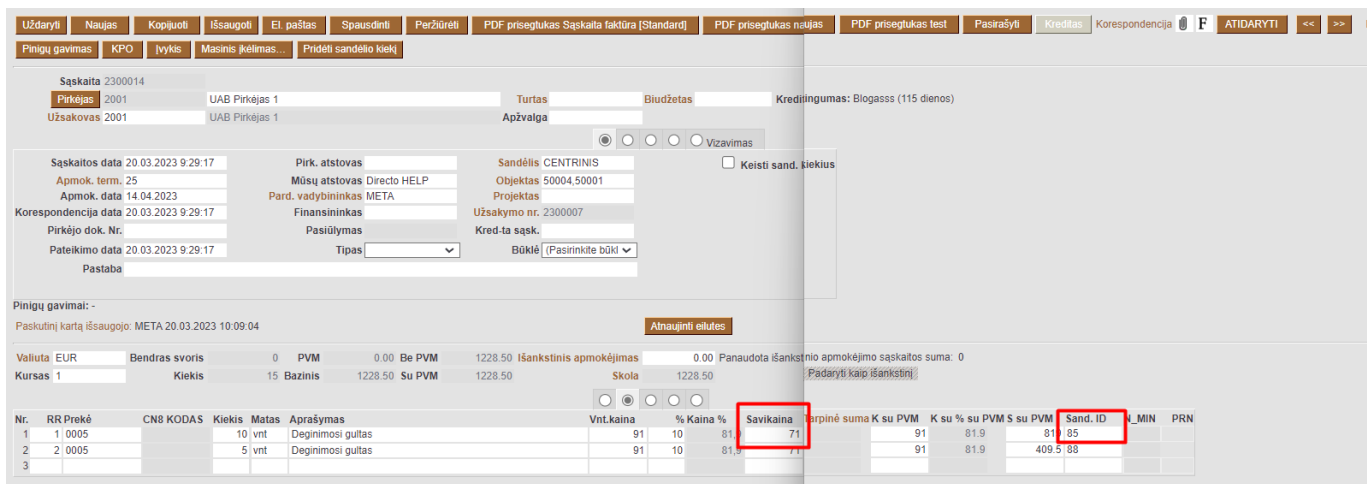 Uždaryti Naujas Kopijuoti Išsaugoti El. paštas Spausdinti Peržiūrėti PDF prisegtukas Sąskaita faktūra [Standard] PDF prisegtukas naujas PDF prisegtukas test Pasirašyti Kreditas Korespondencija F ATIDARYTI << >>
Pinigų gavimas KPO Įvykis Masinis įkėlimas... Pridėti sandėlio kiekį
Sąskaita 2300014
Pirkėjas 2001 UAB Pirkėjas 1 Turtas Biudžetas Kreditingumas: Blogasss (115 dienos)
Užsakovas 2001 UAB Pirkėjas 1 Apžvalga
Vizavimas
Sąskaitos data 20.03.2023 9:29:17 Pirk. atstovas Sandėlis CENTRINIS Keisti sand. kiekius
Apmok. term. 25 Mūsų atstovas Directo HELP Objektas 50004,50001
Apmok. data 14.04.2023 Pard. vadybininkas META Projektas
Korespondencija data 20.03.2023 9:29:17 Finansininkas Užsakymo nr. 2300007
Pirkėjo dok. Nr. Pasiūlymas Kred-ta sąsk.
Pateikimo data 20.03.2023 9:29:17 Tipas Būklė (Pasirinkite būkl
Pastaba
Pinigų gavimai: -
Paskutinį kartą išsaugojo: META 20.03.2023 10:09:04 Atnaujinti eilutes
Valiuta EUR Bendras svoris 0 PVM 0.00 Be PVM 1228.50 Išankstinis apmokėjimas 0.00 Panaudota išankstinio apmokėjimo sąskaitos suma: 0
Kursas 1 Kiekis 15 Bazinis 1228.50 Su PVM 1228.50 Skola 1228.50 Padaryti kaip išankstinį
Nr. RR Prekė CN8 KODAS Kiekis Matas Aprašymas Vnt.kaina % Kaina % Savikaina Tarpinė suma K su PVM K su % su PVM S su PVM Sand. ID N_MIN PRN
1 1 0005 10 vnt Deginimosi gultas 91 10 81,9 71 91 81.9 819 85
2 2 0005 5 vnt Deginimosi gultas 91 10 81,9 71 91 81.9 409.5 88
3